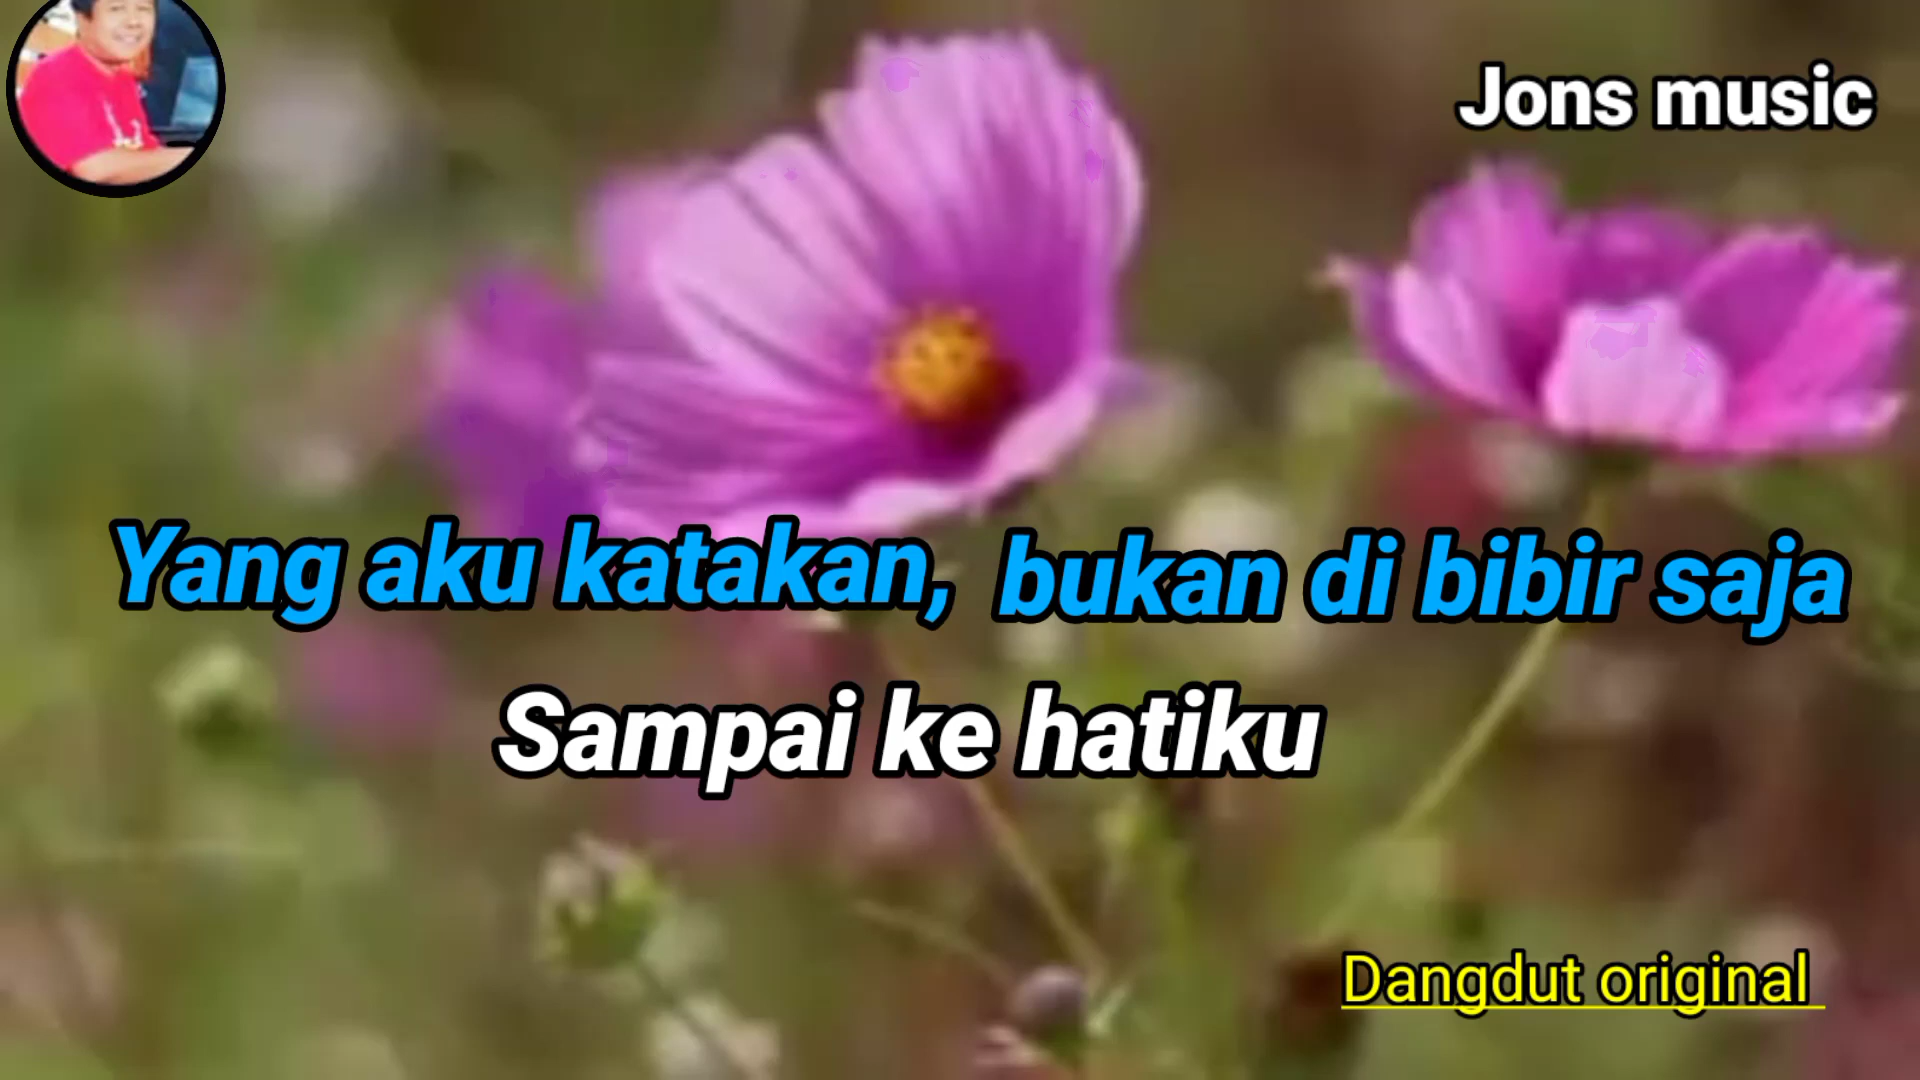 Jons music
Yang aku katakan, bukan di bibir saja
Sampai ke hatiku
Dangdut original